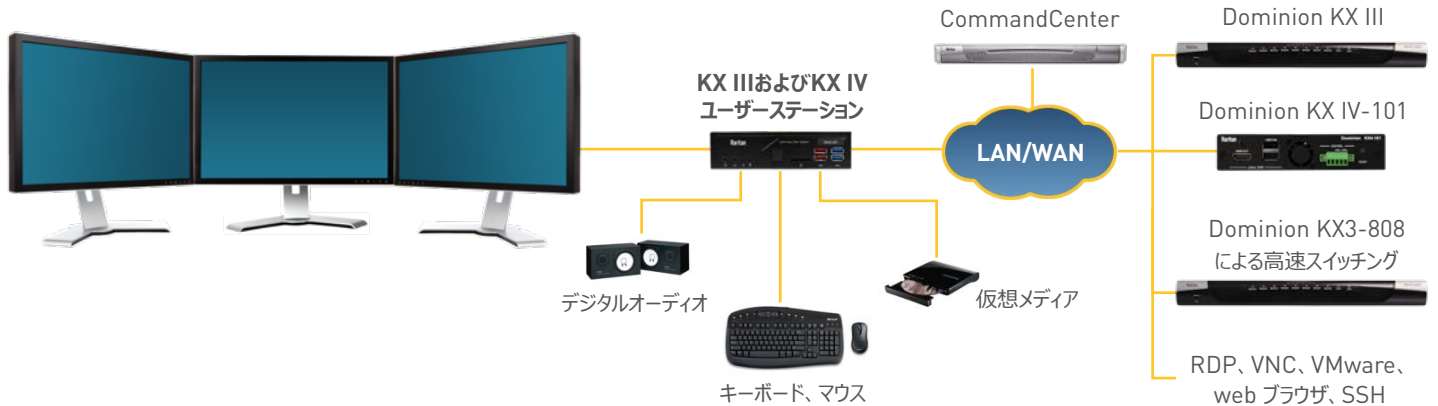 CommandCenter
Dominion KX III
KX IIIおよびKX IV
ユーザーステーション
Dominion KX IV-101
LAN/WAN
Dominion KX3-808
による高速スイッチング
デジタルオーディオ
仮想メディア
キーボード、マウス
RDP、VNC、VMware、
web ブラウザ、SSH
Raritan